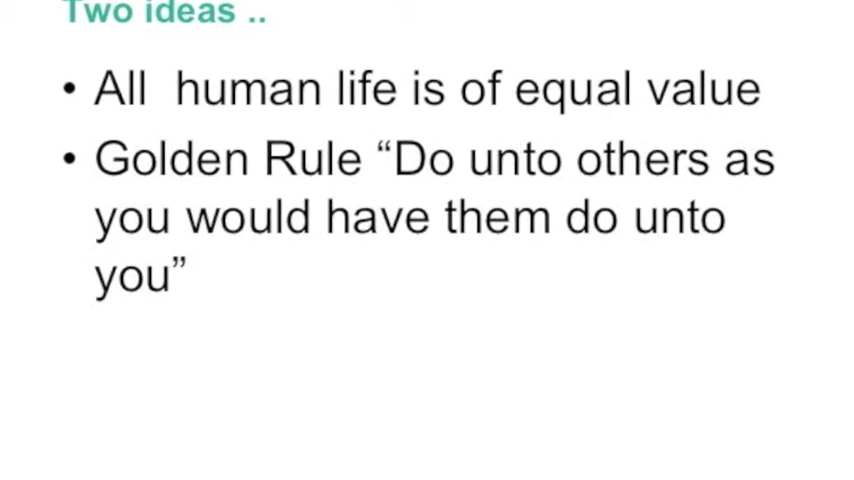 Two ideas ..
• All  human life is of equal value
• Golden Rule “Do unto others as
you would have them do unto
you”